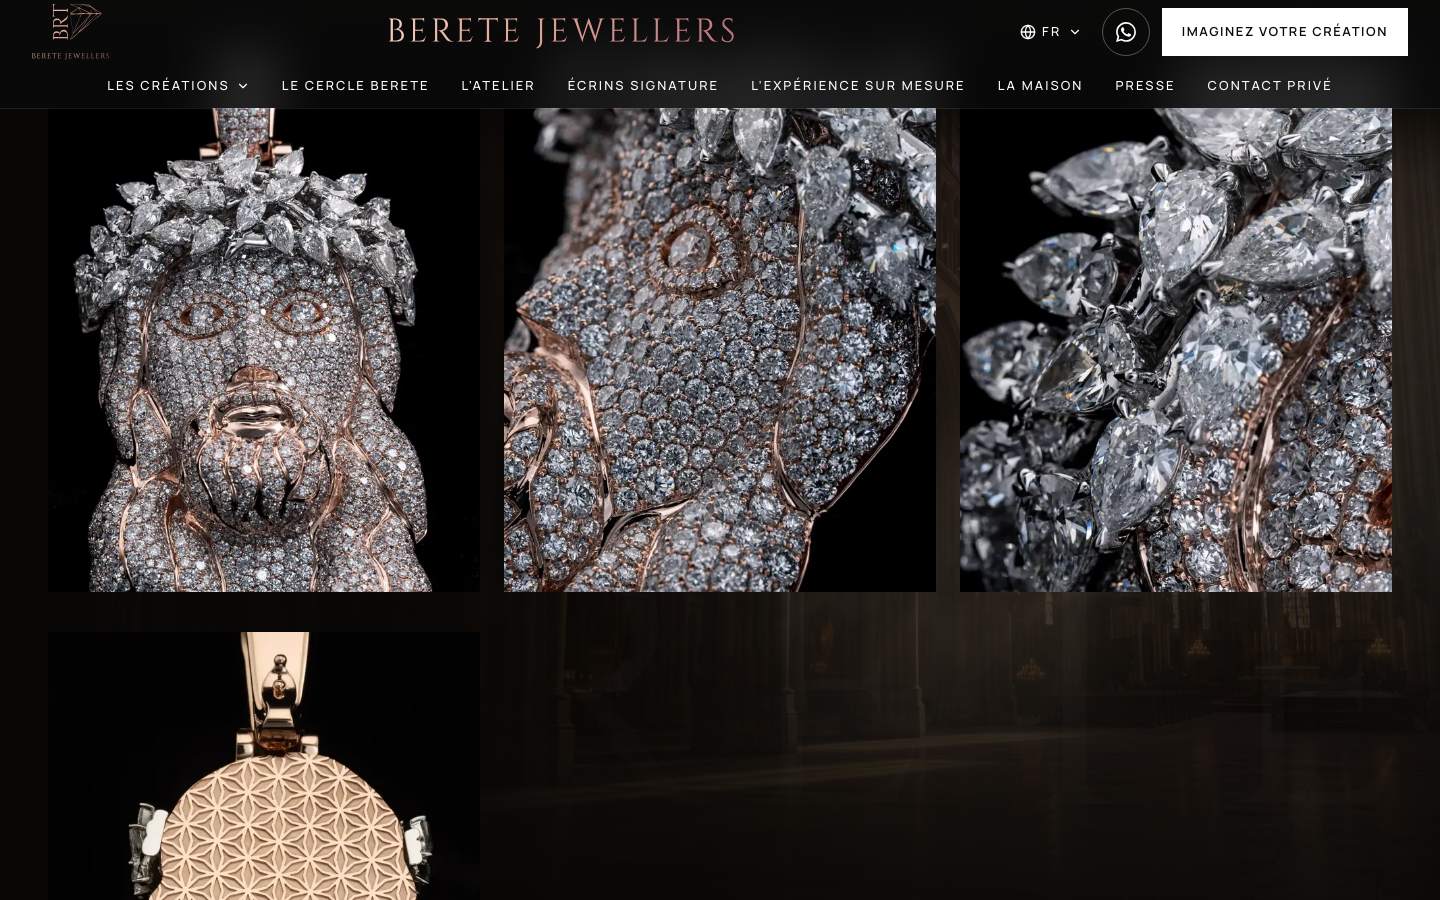 BRT
BERETE JEWELLERS
BERETE JEWELLERS
FR
IMAGINEZ VOTRE CRÉATION
LES CRÉATIONS
LE CERCLE BERETE
L'ATELIER
ÉCRINS SIGNATURE
L'EXPÉRIENCE SUR MESURE
LA MAISON
PRESSE
CONTACT PRIVÉ